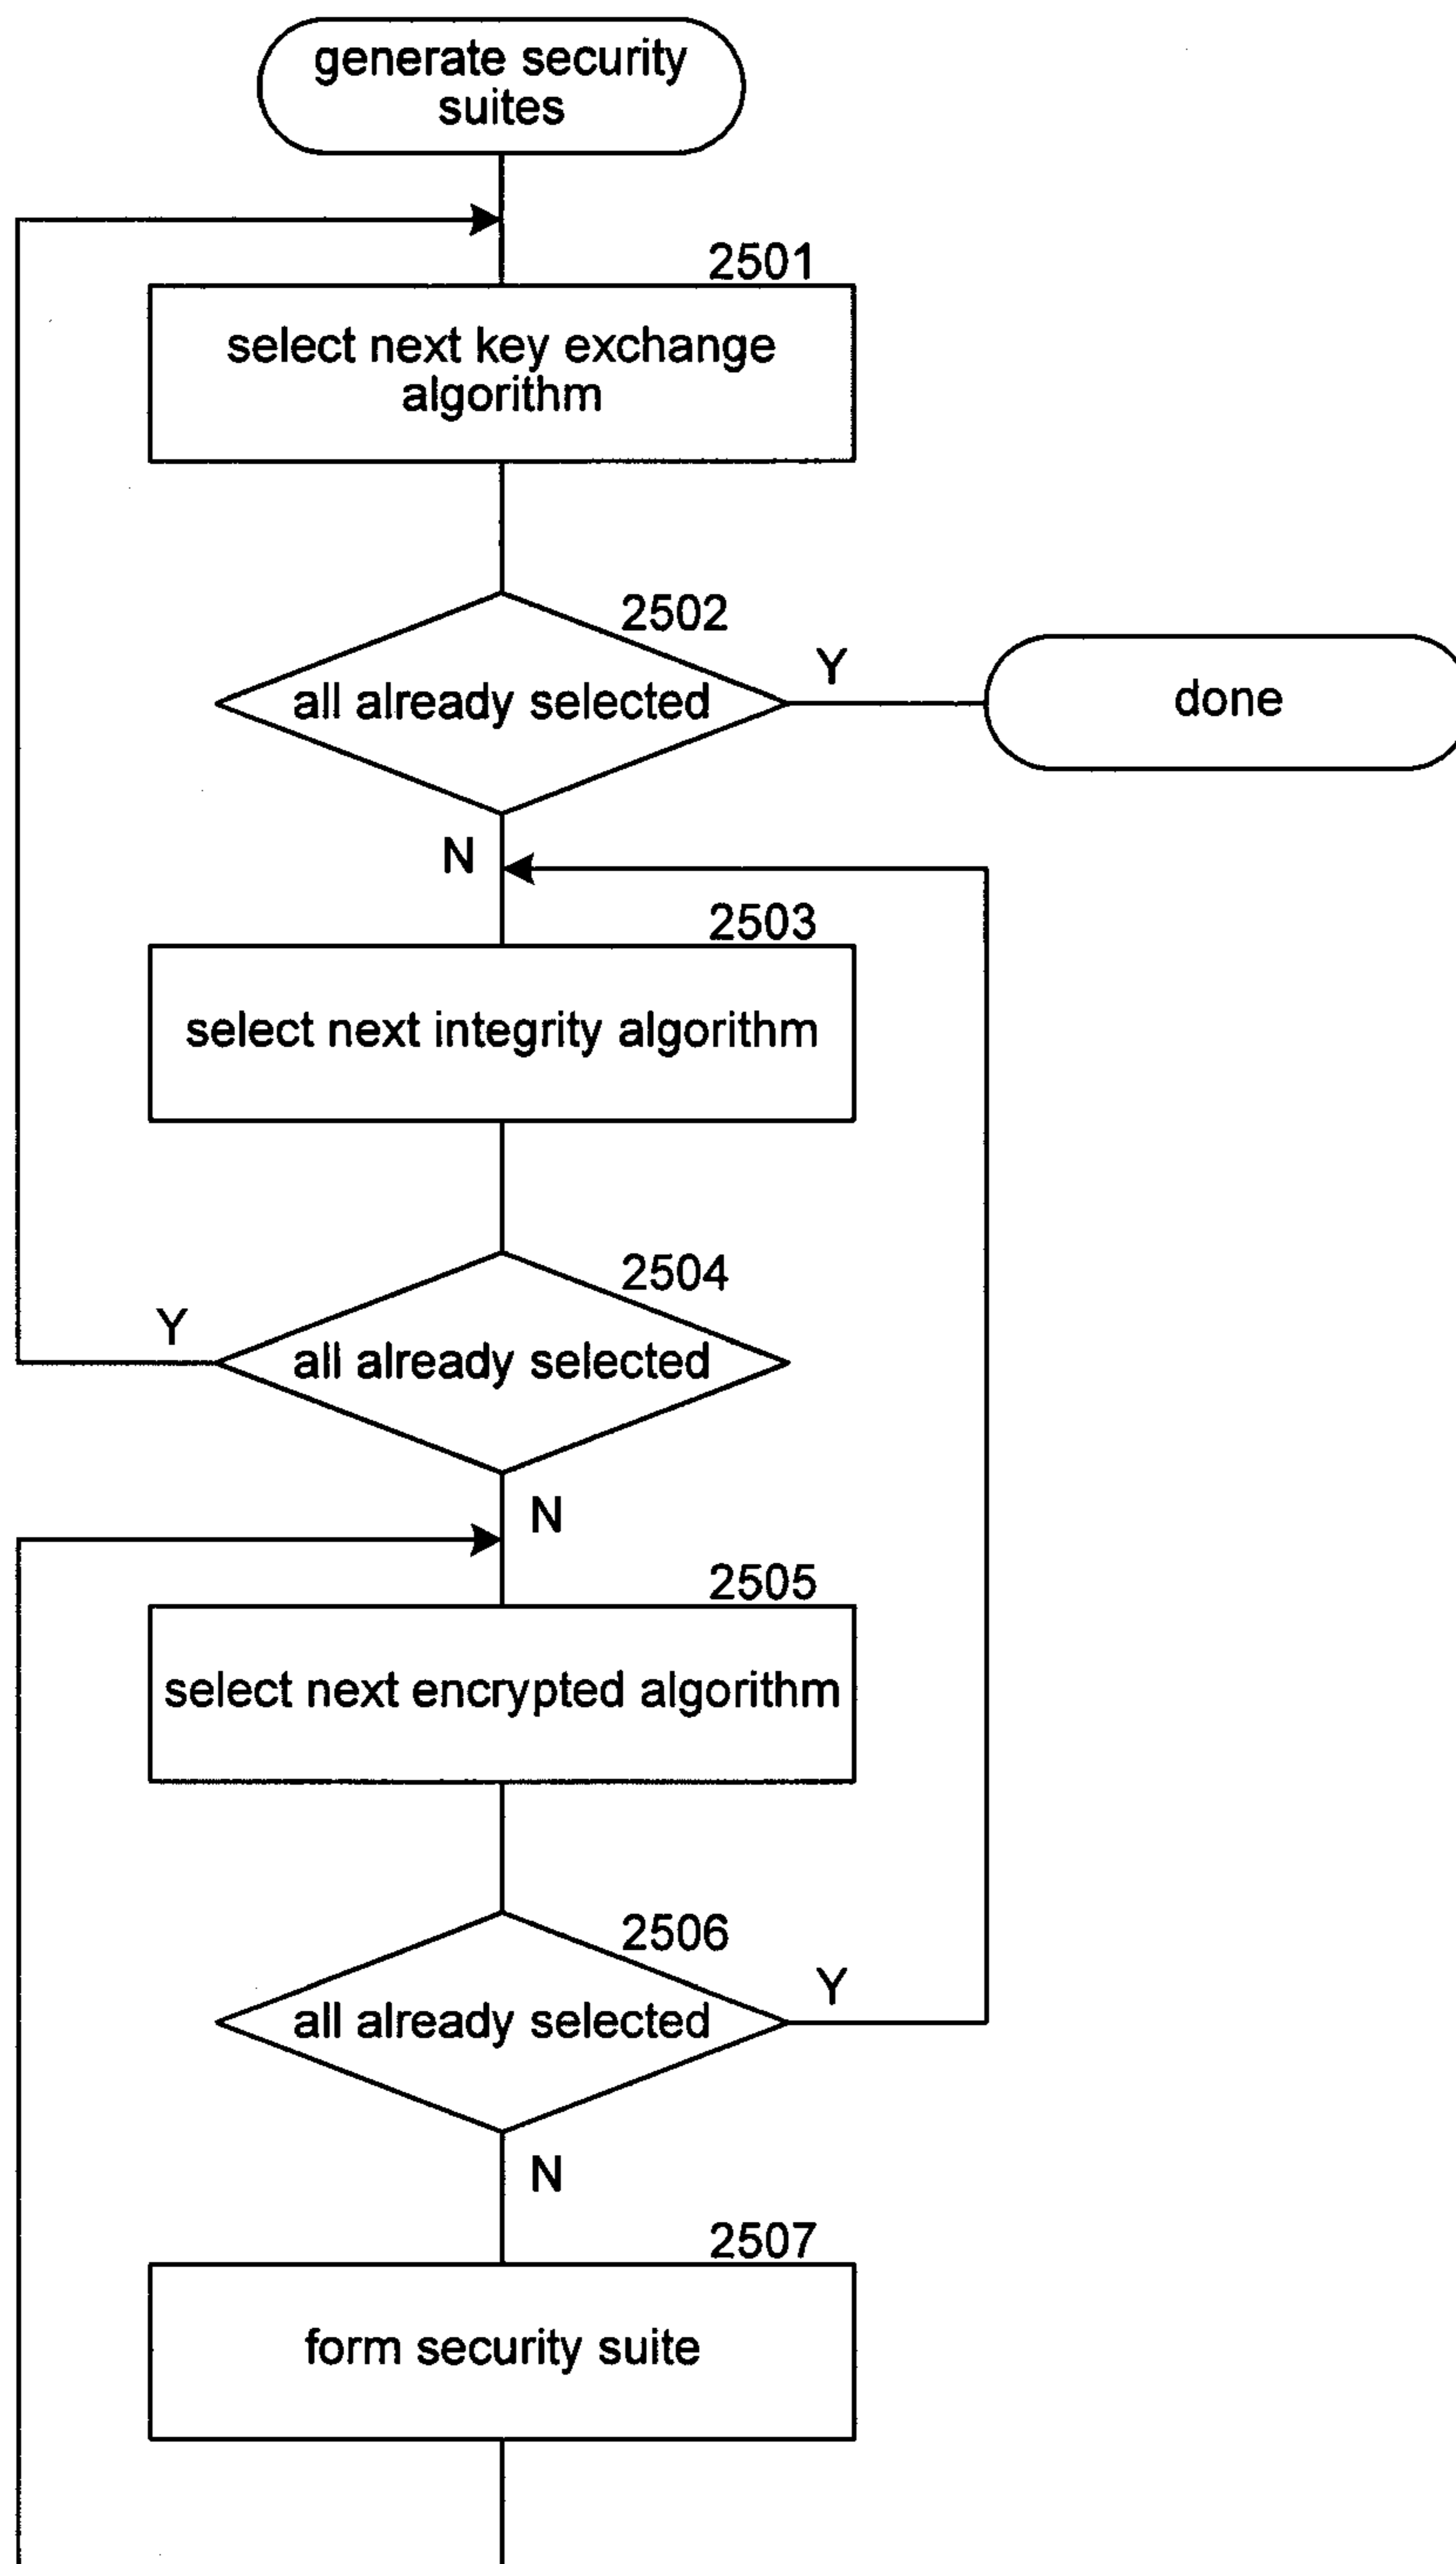 generate security
suites
2501
select next key exchange
algorithm
2502
all already selected
Y
done
N
2503
select next integrity algorithm
2504
Y
all already selected
N
2505
select next encrypted algorithm
2506
all already selected
Y
N
2507
form security suite